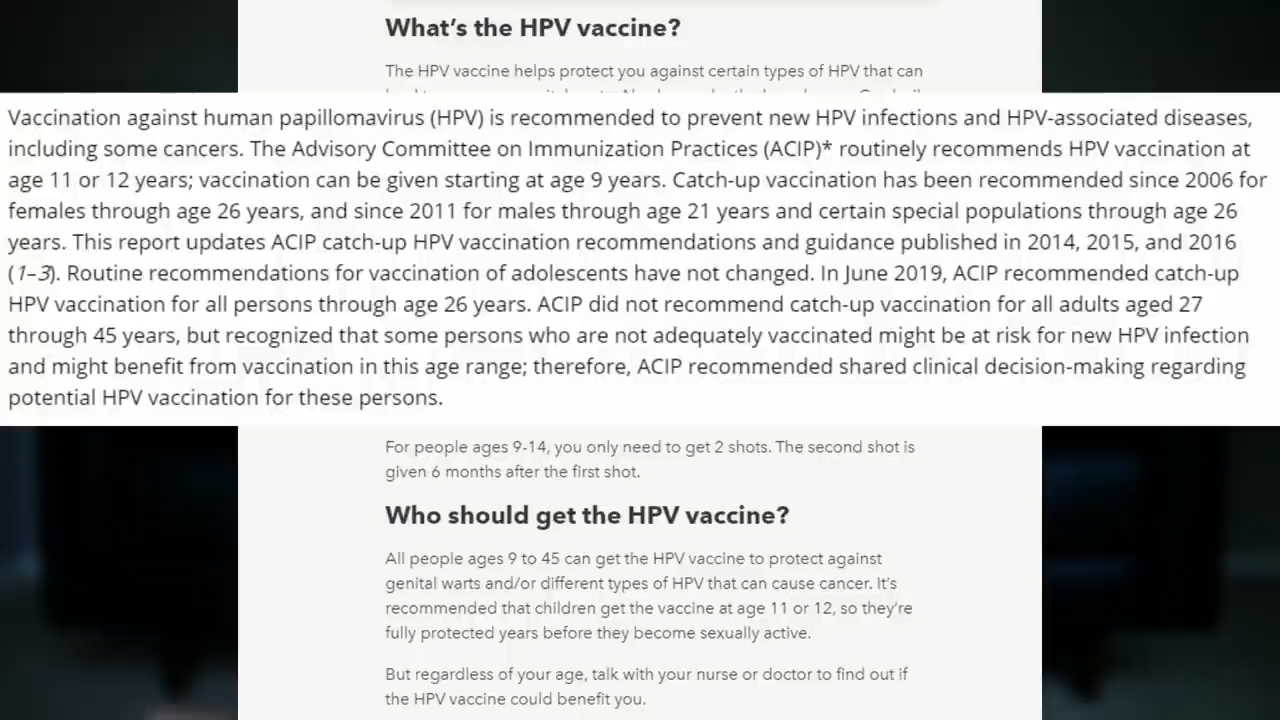 What's the HPV vaccine?
The HPV vaccine helps protect you against certain types of HPV that can
Vaccination against human papillomavirus (HPV) is recommended to prevent new HPV infections and HPV-associated diseases,
including some cancers. The Advisory Committee on Immunization Practices (ACIP)* routinely recommends HPV vaccination at
age 11 or 12 years; vaccination can be given starting at age 9 years. Catch-up vaccination has been recommended since 2006 for
females through age 26 years, and since 2011 for males through age 21 years and certain special populations through age 26
years. This report updates ACIP catch-up HPV vaccination recommendations and guidance published in 2014, 2015, and 2016
(1–3). Routine recommendations for vaccination of adolescents have not changed. In June 2019, ACIP recommended catch-up
HPV vaccination for all persons through age 26 years. ACIP did not recommend catch-up vaccination for all adults aged 27
through 45 years, but recognized that some persons who are not adequately vaccinated might be at risk for new HPV infection
and might benefit from vaccination in this age range; therefore, ACIP recommended shared clinical decision-making regarding
potential HPV vaccination for these persons.
For people ages 9-14, you only need to get 2 shots. The second shot is
given 6 months after the first shot.
Who should get the HPV vaccine?
All people ages 9 to 45 can get the HPV vaccine to protect against
genital warts and/or different types of HPV that can cause cancer. It's
recommended that children get the vaccine at age 11 or 12, so they're
fully protected years before they become sexually active.
But regardless of your age, talk with your nurse or doctor to find out if
the HPV vaccine could benefit you.